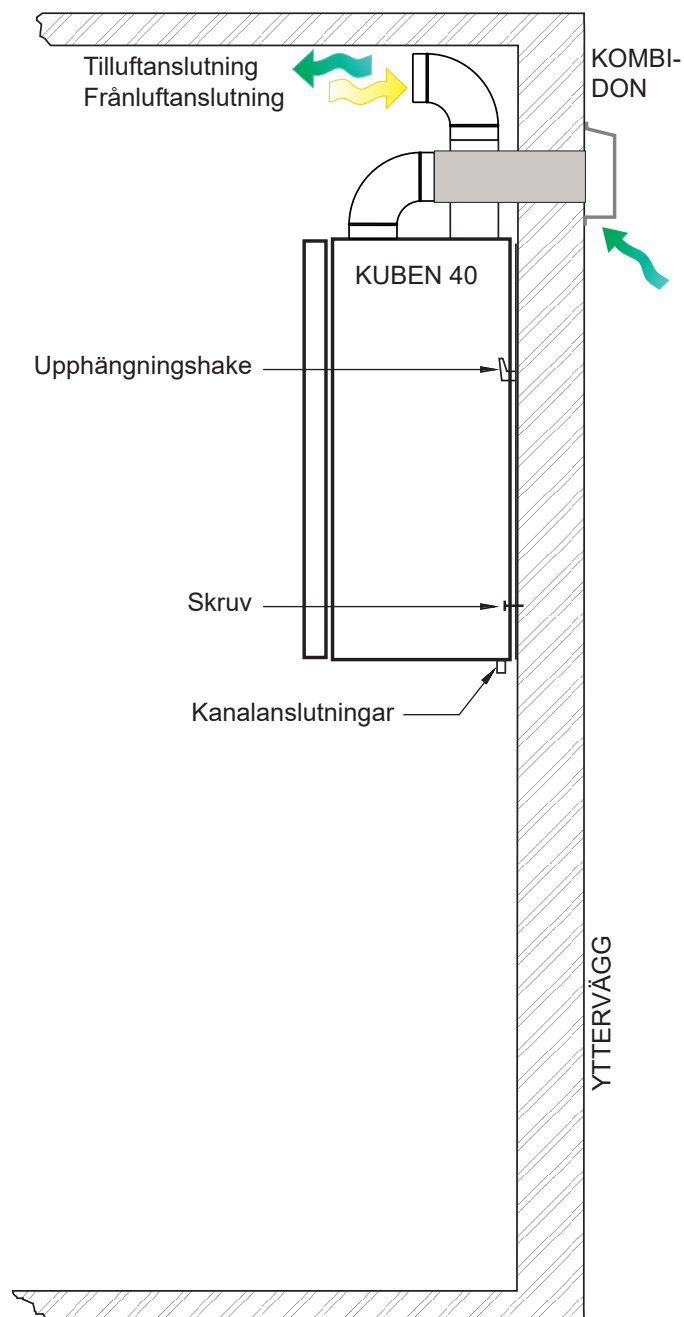 Tilluftanslutning
Frånluftanslutning
KOMBI-
DON
KUBEN 40
Upphängningshake
Skruv
Kanalanslutningar
YTTERVÄGG